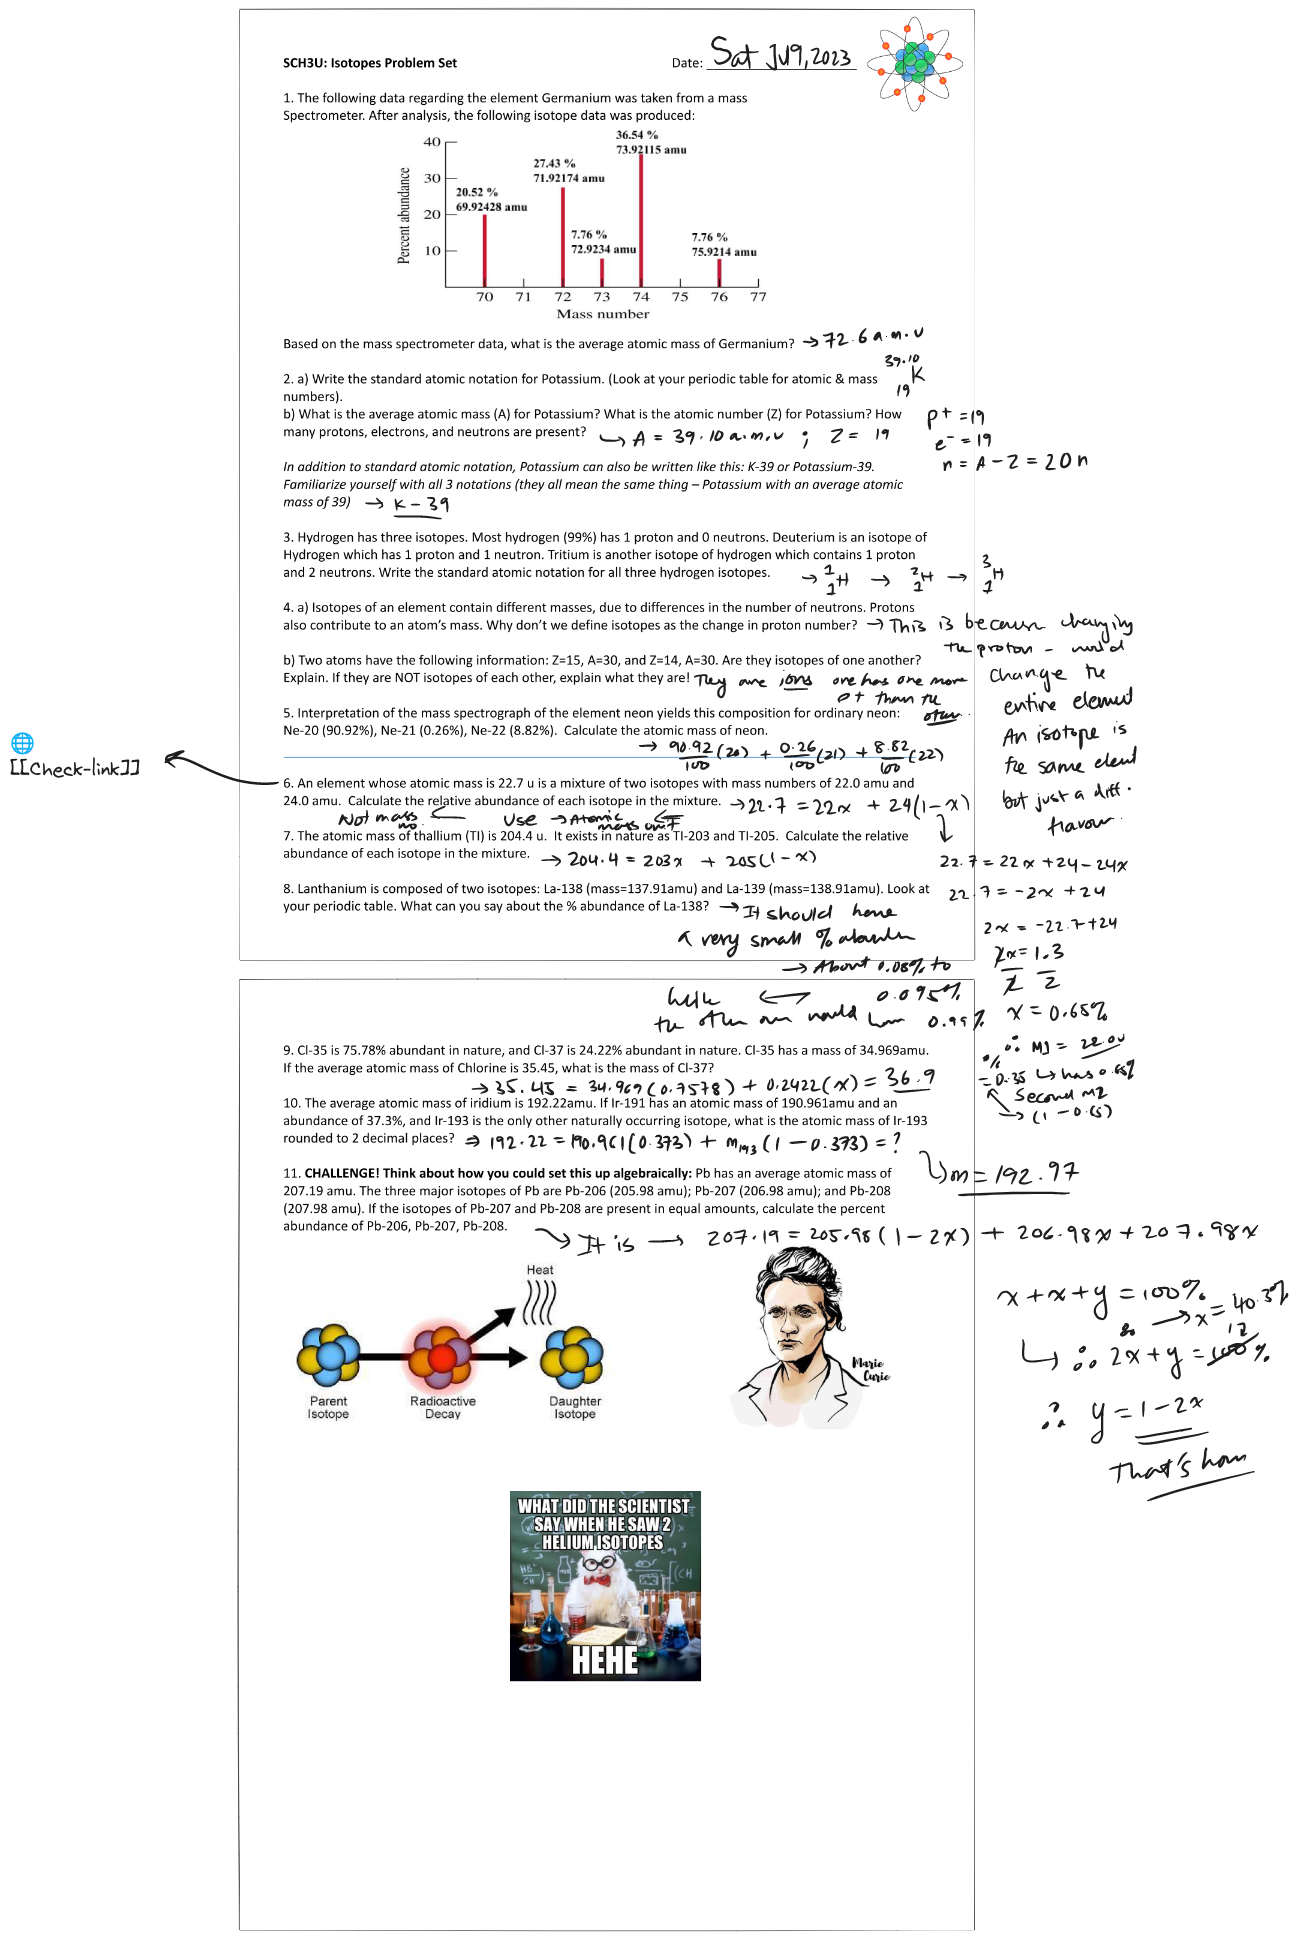 SCH3U: Isotopes Problem Set
Date: Sat Jul 9, 2023
1. The following data regarding the element Germanium was taken from a mass
Spectrometer. After analysis, the following isotope data was produced:
Percent abundance
40
30
20
10
20.52 %
69.92428 amu
27.43 %
71.92174 amu
7.76 %
72.9234 amu
36.54 %
73.92115 amu
7.76 %
75.9214 amu
70 71 72 73 74 75 76 77
Mass number
Based on the mass spectrometer data, what is the average atomic mass of Germanium? → 72.6 a.m.u
2. a) Write the standard atomic notation for Potassium. (Look at your periodic table for atomic & mass
numbers).
39.10
K
19
b) What is the average atomic mass (A) for Potassium? What is the atomic number (Z) for Potassium? How
many protons, electrons, and neutrons are present? → A = 39.10 a.m.u ; Z = 19
p+ = 19
e- = 19
n = A - Z = 20 n
In addition to standard atomic notation, Potassium can also be written like this: K-39 or Potassium-39.
Familiarize yourself with all 3 notations (they all mean the same thing – Potassium with an average atomic
mass of 39) → K - 39
3. Hydrogen has three isotopes. Most hydrogen (99%) has 1 proton and 0 neutrons. Deuterium is an isotope of
Hydrogen which has 1 proton and 1 neutron. Tritium is another isotope of hydrogen which contains 1 proton
and 2 neutrons. Write the standard atomic notation for all three hydrogen isotopes. → ¹₁H → ²₁H → ³₁H
4. a) Isotopes of an element contain different masses, due to differences in the number of neutrons. Protons
also contribute to an atom's mass. Why don't we define isotopes as the change in proton number? → This is because changing
the proton - would
change the
entire element
An isotope is
the same element
but just a diff.
flavour.
b) Two atoms have the following information: Z=15, A=30, and Z=14, A=30. Are they isotopes of one another?
Explain. If they are NOT isotopes of each other, explain what they are! They are ions one has one more
p+ than the
other.
5. Interpretation of the mass spectrograph of the element neon yields this composition for ordinary neon:
Ne-20 (90.92%), Ne-21 (0.26%), Ne-22 (8.82%). Calculate the atomic mass of neon.
→ 90.92/100 (20) + 0.26/100 (21) + 8.82/100 (22)
[[Check-link]]
6. An element whose atomic mass is 22.7 u is a mixture of two isotopes with mass numbers of 22.0 amu and
24.0 amu. Calculate the relative abundance of each isotope in the mixture. → 22.7 = 22x + 24(1-x)
Not mass no. ← Use → Atomic mass unit ←
22.7 = 22x + 24 - 24x
22.7 = -2x + 24
2x = -22.7 + 24
2x = 1.3
2 2
x = 0.65%
∴ M1 = 22.0u
↳ has 0.65%
% = 0.35
Second M2
→ (1 - 0.65)
7. The atomic mass of thallium (Tl) is 204.4 u. It exists in nature as Tl-203 and Tl-205. Calculate the relative
abundance of each isotope in the mixture. → 204.4 = 203x + 205(1-x)
8. Lanthanium is composed of two isotopes: La-138 (mass=137.91amu) and La-139 (mass=138.91amu). Look at
your periodic table. What can you say about the % abundance of La-138? → It should have
a very small % abundance
→ About 0.08% to
0.095%
while
the other one would have 0.99%
9. Cl-35 is 75.78% abundant in nature, and Cl-37 is 24.22% abundant in nature. Cl-35 has a mass of 34.969amu.
If the average atomic mass of Chlorine is 35.45, what is the mass of Cl-37?
→ 35.45 = 34.969(0.7578) + 0.2422(x) = 36.9
10. The average atomic mass of iridium is 192.22amu. If Ir-191 has an atomic mass of 190.961amu and an
abundance of 37.3%, and Ir-193 is the only other naturally occurring isotope, what is the atomic mass of Ir-193
rounded to 2 decimal places? ⇒ 192.22 = 190.961(0.373) + m₁₉₃(1 - 0.373) = ?
m = 192.97
11. CHALLENGE! Think about how you could set this up algebraically: Pb has an average atomic mass of
207.19 amu. The three major isotopes of Pb are Pb-206 (205.98 amu); Pb-207 (206.98 amu); and Pb-208
(207.98 amu). If the isotopes of Pb-207 and Pb-208 are present in equal amounts, calculate the percent
abundance of Pb-206, Pb-207, Pb-208.
It is → 207.19 = 205.98(1-2x) + 206.98x + 207.98x
x + x + y = 100%
so → x = 40.3%
∴ 2x + y = 100%
∴ y = 1 - 2x
That's how
Heat
Parent
Isotope
Radioactive
Decay
Daughter
Isotope
Marie
Curie
WHAT DID THE SCIENTIST
SAY WHEN HE SAW 2
HELIUM ISOTOPES
HEHE